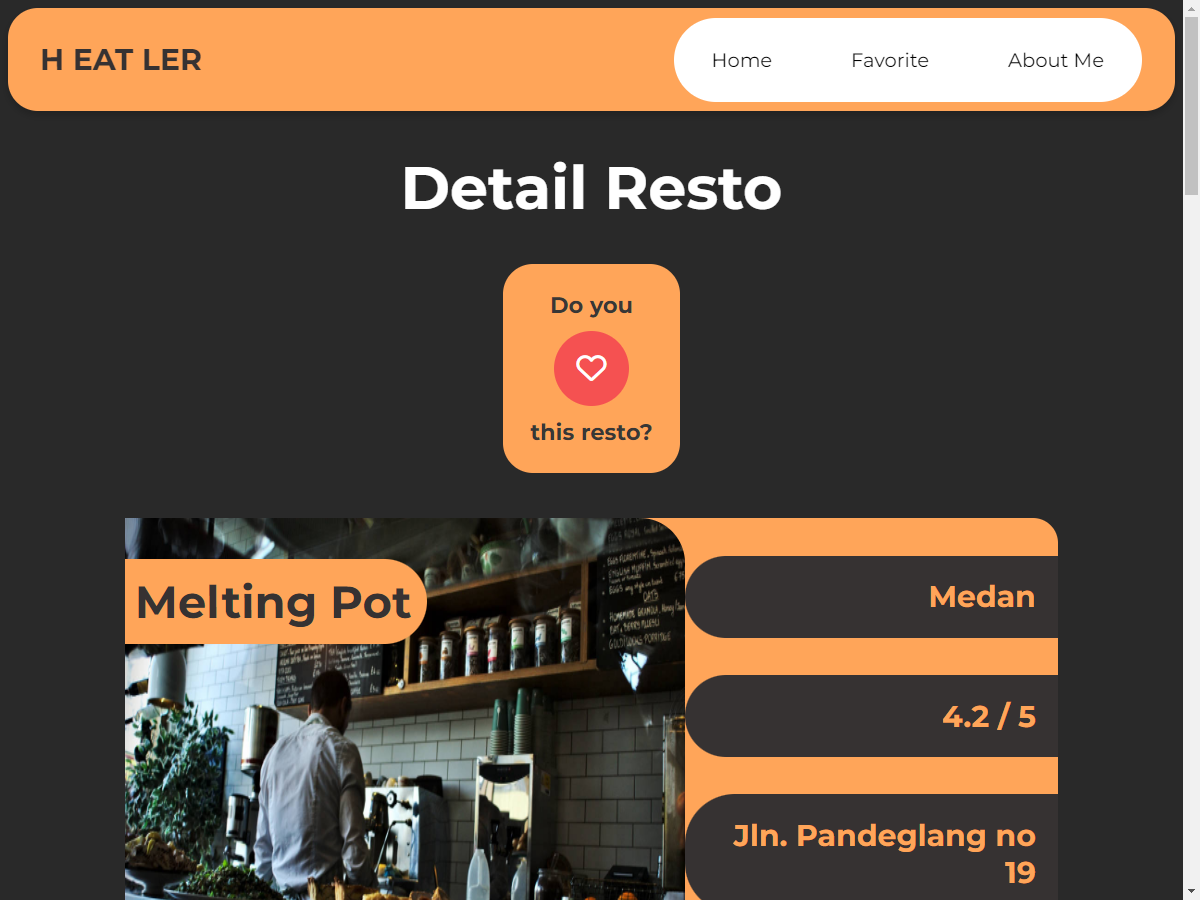 H EAT LER
Home
Favorite
About Me
Detail Resto
Do you
this resto?
Melting Pot
Medan
4.2 / 5
Jln. Pandeglang no
19